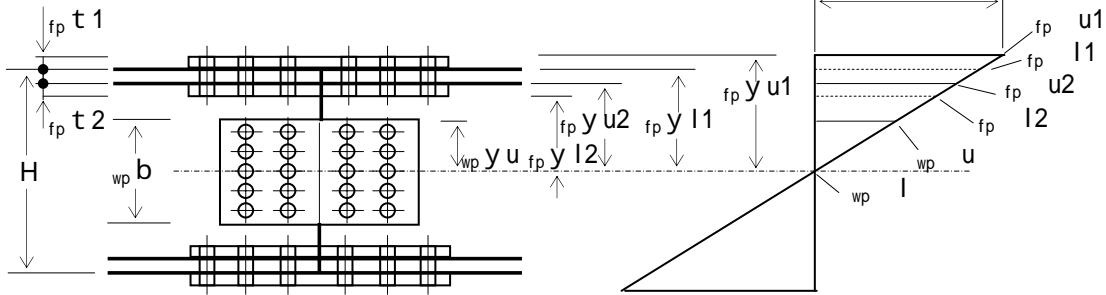 fp t 1
fp t 2
H
wp b
wp y u
fp y l2
fp y u2
fp y l1
fp y u1
fp u1
fp l1
fp u2
fp l2
wp u
wp l